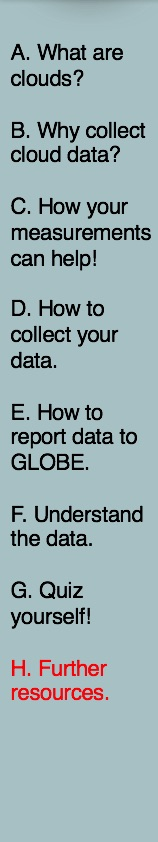 A. What are
clouds?
B. Why collect
cloud data?
C. How your
measurements
can help!
D. How to
collect your
data.
E. How to
report data to
GLOBE.
F. Understand
the data.
G. Quiz
yourself!
H. Further
resources.